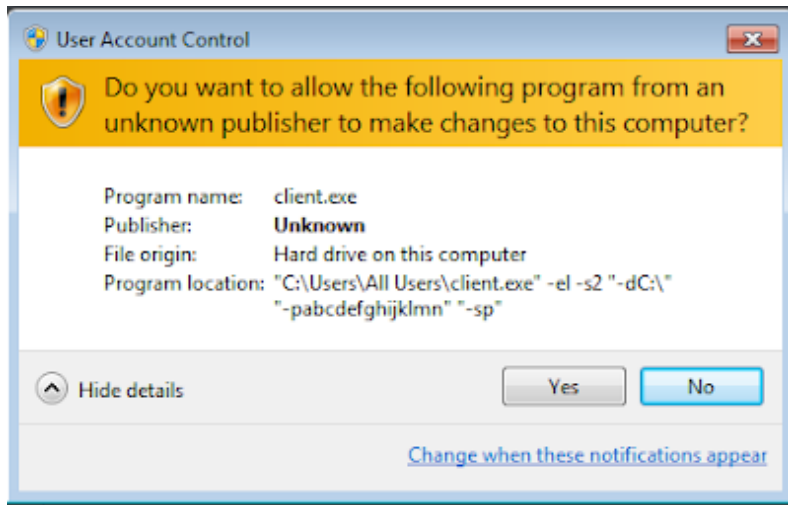 User Account Control
Do you want to allow the following program from an
unknown publisher to make changes to this computer?
Program name: client.exe
Publisher: Unknown
File origin: Hard drive on this computer
Program location: "C:\Users\All Users\client.exe" -el -s2 "-dC:\"
"-pabcdefghijklmn" "-sp"
Hide details
Yes
No
Change when these notifications appear